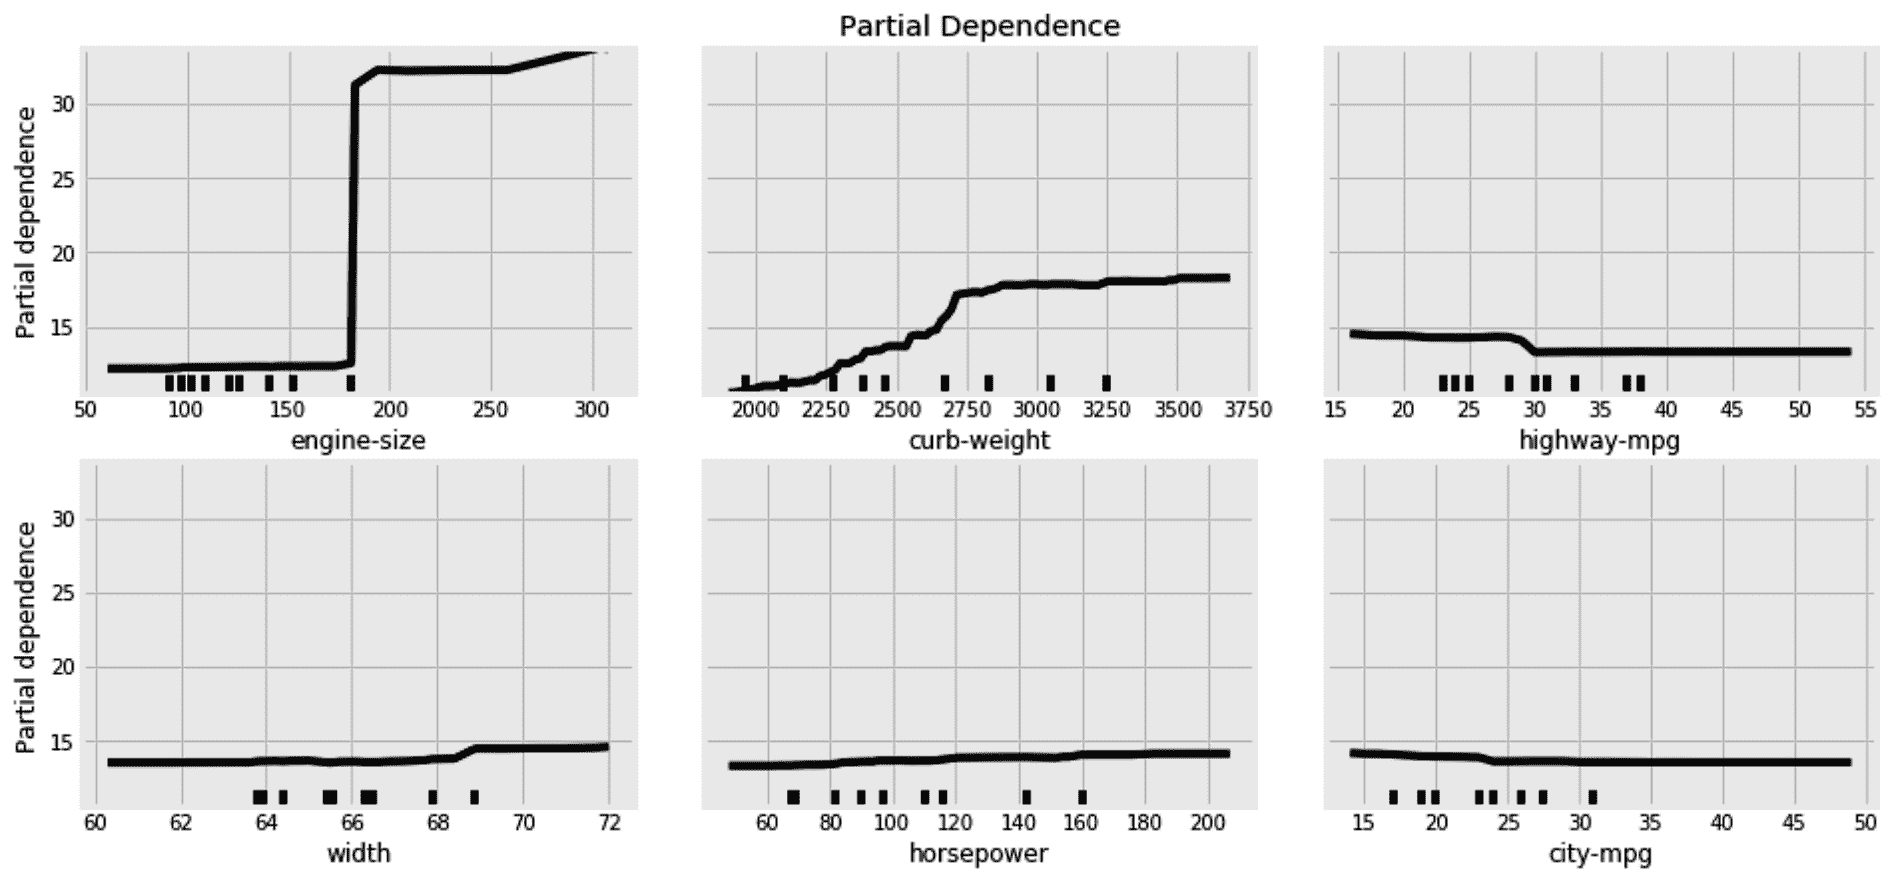 Partial Dependence
Partial dependence
30
25
20
15
50 100 150 200 250 300
engine-size
2000 2250 2500 2750 3000 3250 3500 3750
curb-weight
15 20 25 30 35 40 45 50 55
highway-mpg
Partial dependence
30
25
20
15
60 62 64 66 68 70 72
width
60 80 100 120 140 160 180 200
horsepower
15 20 25 30 35 40 45 50
city-mpg